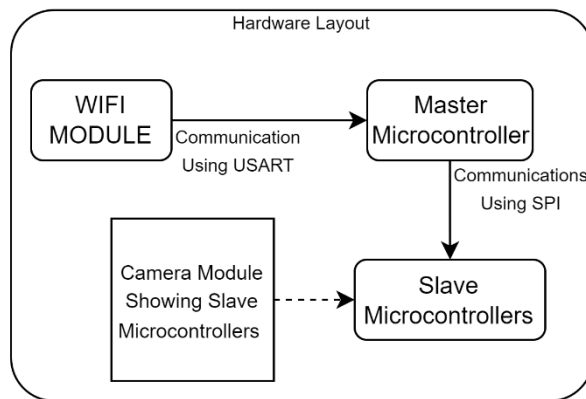 Hardware Layout
WIFI
MODULE
Communication
Using USART
Master
Microcontroller
Communications
Using SPI
Camera Module
Showing Slave
Microcontrollers
Slave
Microcontrollers